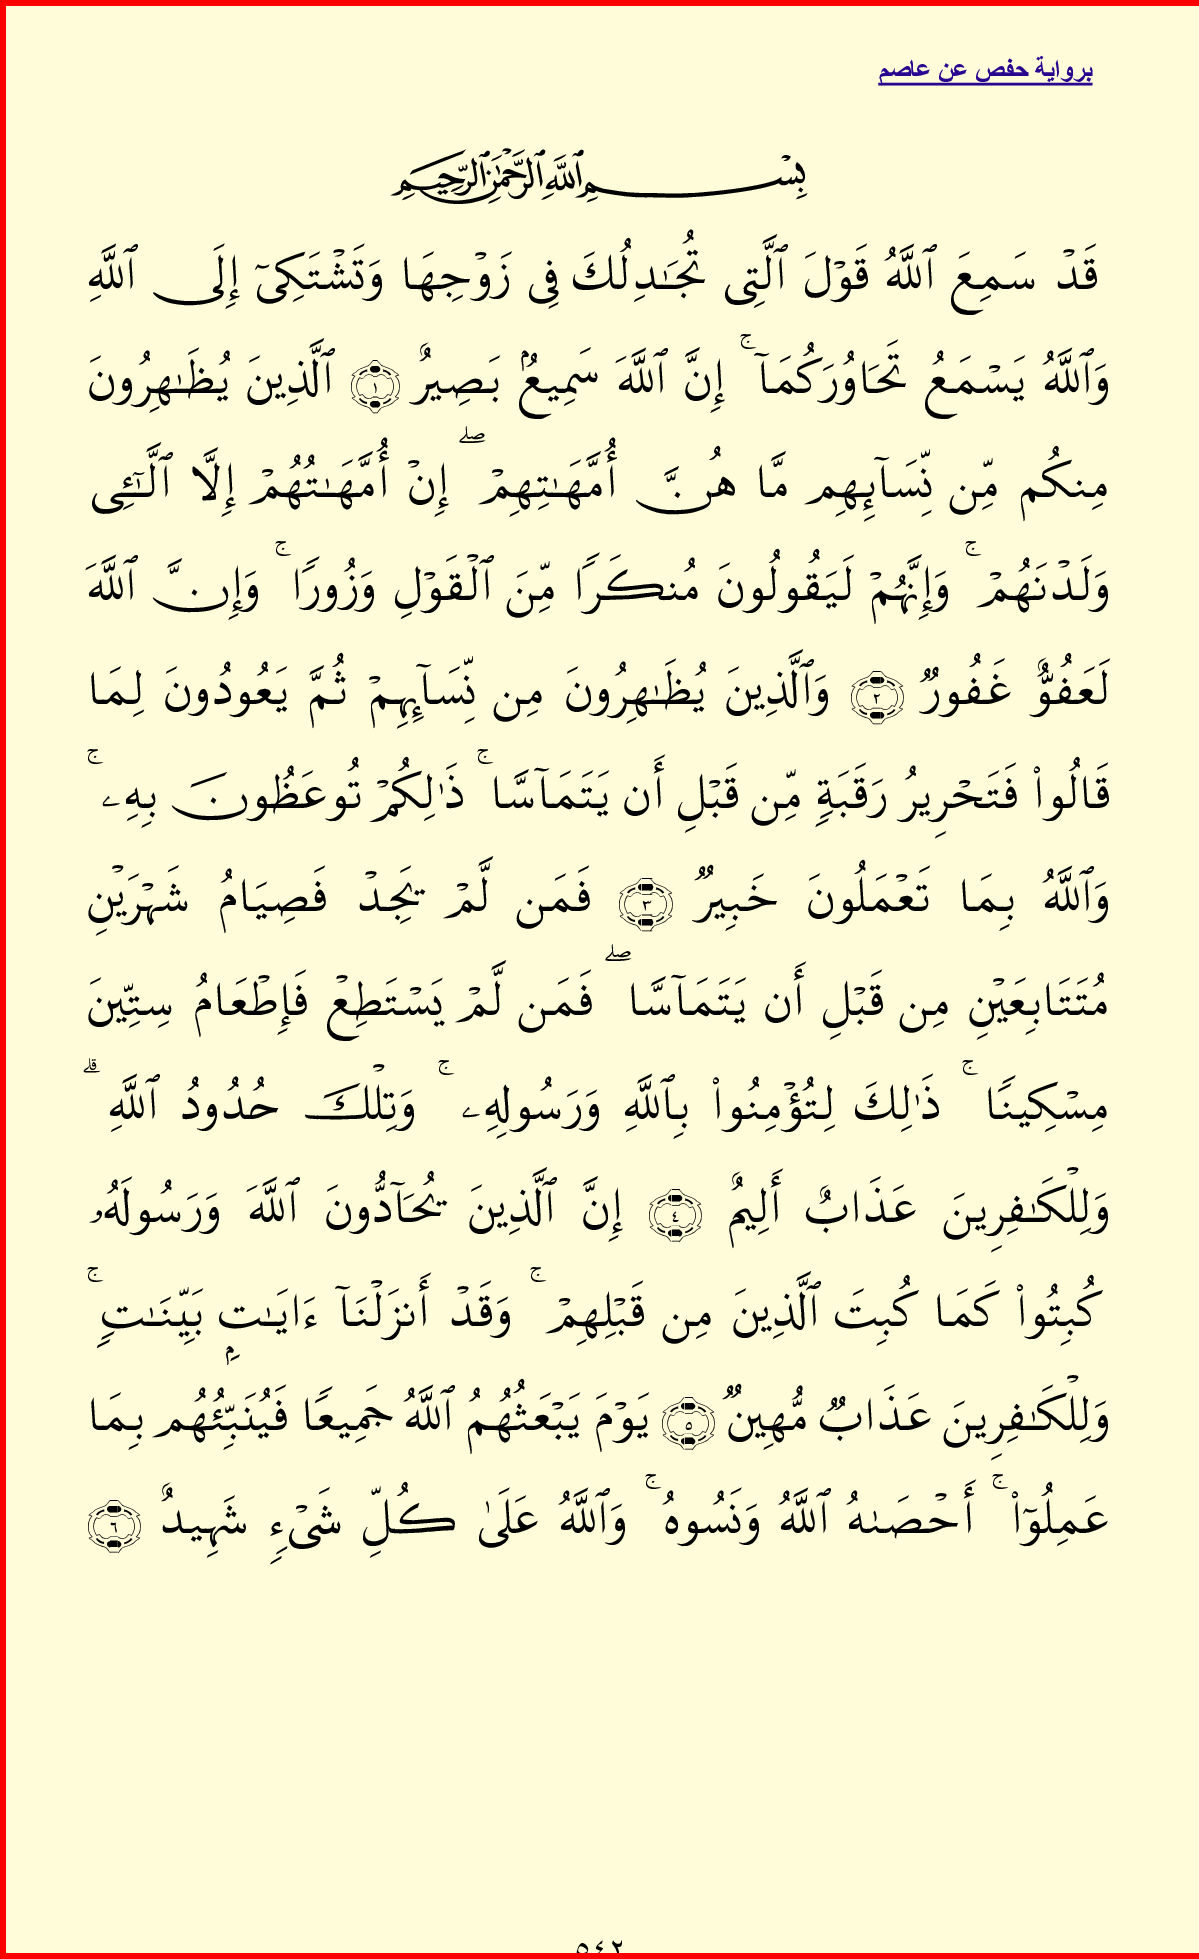 برواية حفص عن عاصم
بِسْمِ ٱللَّهِ ٱلرَّحْمَٰنِ ٱلرَّحِيمِ
قَدْ سَمِعَ ٱللَّهُ قَوْلَ ٱلَّتِى تُجَـٰدِلُكَ فِى زَوْجِهَا وَتَشْتَكِىٓ إِلَى ٱللَّهِ
وَٱللَّهُ يَسْمَعُ تَحَاوُرَكُمَآ ۚ إِنَّ ٱللَّهَ سَمِيعٌۢ بَصِيرٌ ١ ٱلَّذِينَ يُظَـٰهِرُونَ
مِنكُم مِّن نِّسَآئِهِم مَّا هُنَّ أُمَّهَـٰتِهِمْ ۖ إِنْ أُمَّهَـٰتُهُمْ إِلَّا ٱلَّـٰٓئِى
وَلَدْنَهُمْ ۚ وَإِنَّهُمْ لَيَقُولُونَ مُنكَرًا مِّنَ ٱلْقَوْلِ وَزُورًا ۚ وَإِنَّ ٱللَّهَ
لَعَفُوٌّ غَفُورٌ ٢ وَٱلَّذِينَ يُظَـٰهِرُونَ مِن نِّسَآئِهِمْ ثُمَّ يَعُودُونَ لِمَا
قَالُوا۟ فَتَحْرِيرُ رَقَبَةٍ مِّن قَبْلِ أَن يَتَمَآسَّا ۚ ذَٰلِكُمْ تُوعَظُونَ بِهِۦ ۚ
وَٱللَّهُ بِمَا تَعْمَلُونَ خَبِيرٌ ٣ فَمَن لَّمْ يَجِدْ فَصِيَامُ شَهْرَيْنِ
مُتَتَابِعَيْنِ مِن قَبْلِ أَن يَتَمَآسَّا ۖ فَمَن لَّمْ يَسْتَطِعْ فَإِطْعَامُ سِتِّينَ
مِسْكِينًا ۚ ذَٰلِكَ لِتُؤْمِنُوا۟ بِٱللَّهِ وَرَسُولِهِۦ ۚ وَتِلْكَ حُدُودُ ٱللَّهِ ۗ
وَلِلْكَـٰفِرِينَ عَذَابٌ أَلِيمٌ ٤ إِنَّ ٱلَّذِينَ يُحَآدُّونَ ٱللَّهَ وَرَسُولَهُۥ
كُبِتُوا۟ كَمَا كُبِتَ ٱلَّذِينَ مِن قَبْلِهِمْ ۚ وَقَدْ أَنزَلْنَآ ءَايَـٰتٍۭ بَيِّنَـٰتٍ ۚ
وَلِلْكَـٰفِرِينَ عَذَابٌ مُّهِينٌ ٥ يَوْمَ يَبْعَثُهُمُ ٱللَّهُ جَمِيعًا فَيُنَبِّئُهُم بِمَا
عَمِلُوٓا۟ ۚ أَحْصَىٰهُ ٱللَّهُ وَنَسُوهُ ۚ وَٱللَّهُ عَلَىٰ كُلِّ شَىْءٍ شَهِيدٌ ٦
٥٤٢